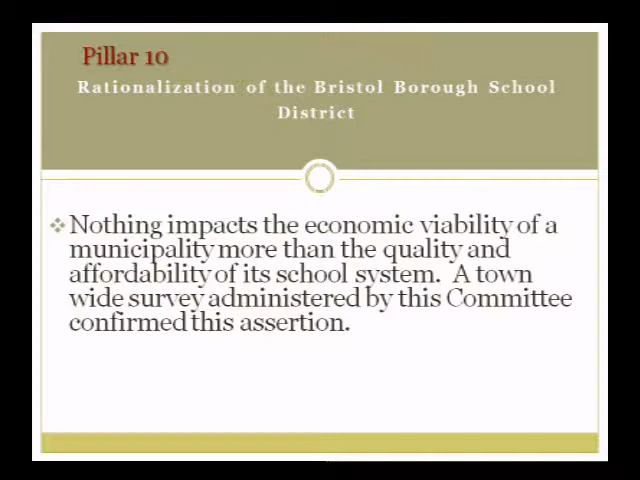 Pillar 10
Rationalization of the Bristol Borough School
District
Nothing impacts the economic viability of a
municipality more than the quality and
affordability of its school system. A town
wide survey administered by this Committee
confirmed this assertion.